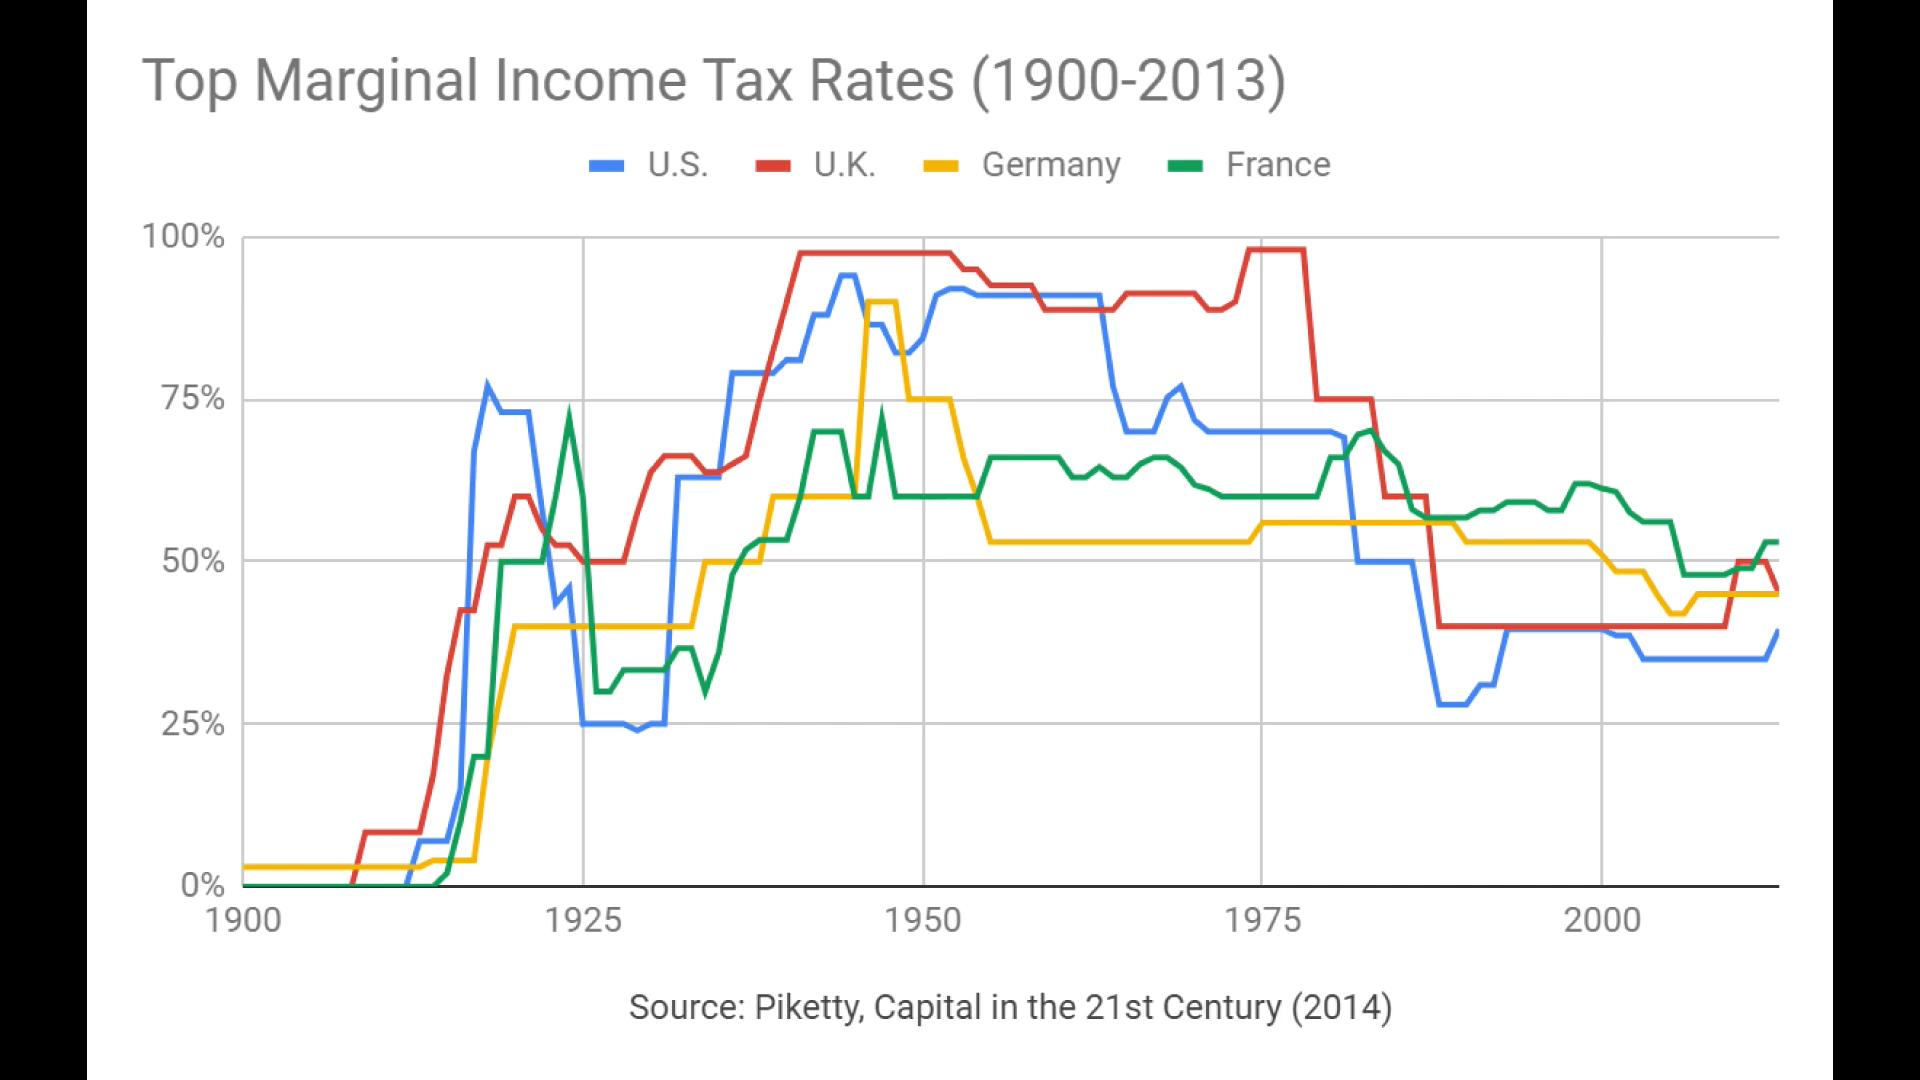 Top Marginal Income Tax Rates (1900-2013)
U.S. U.K. Germany France
100%
75%
50%
25%
0%
1900 1925 1950 1975 2000
Source: Piketty, Capital in the 21st Century (2014)